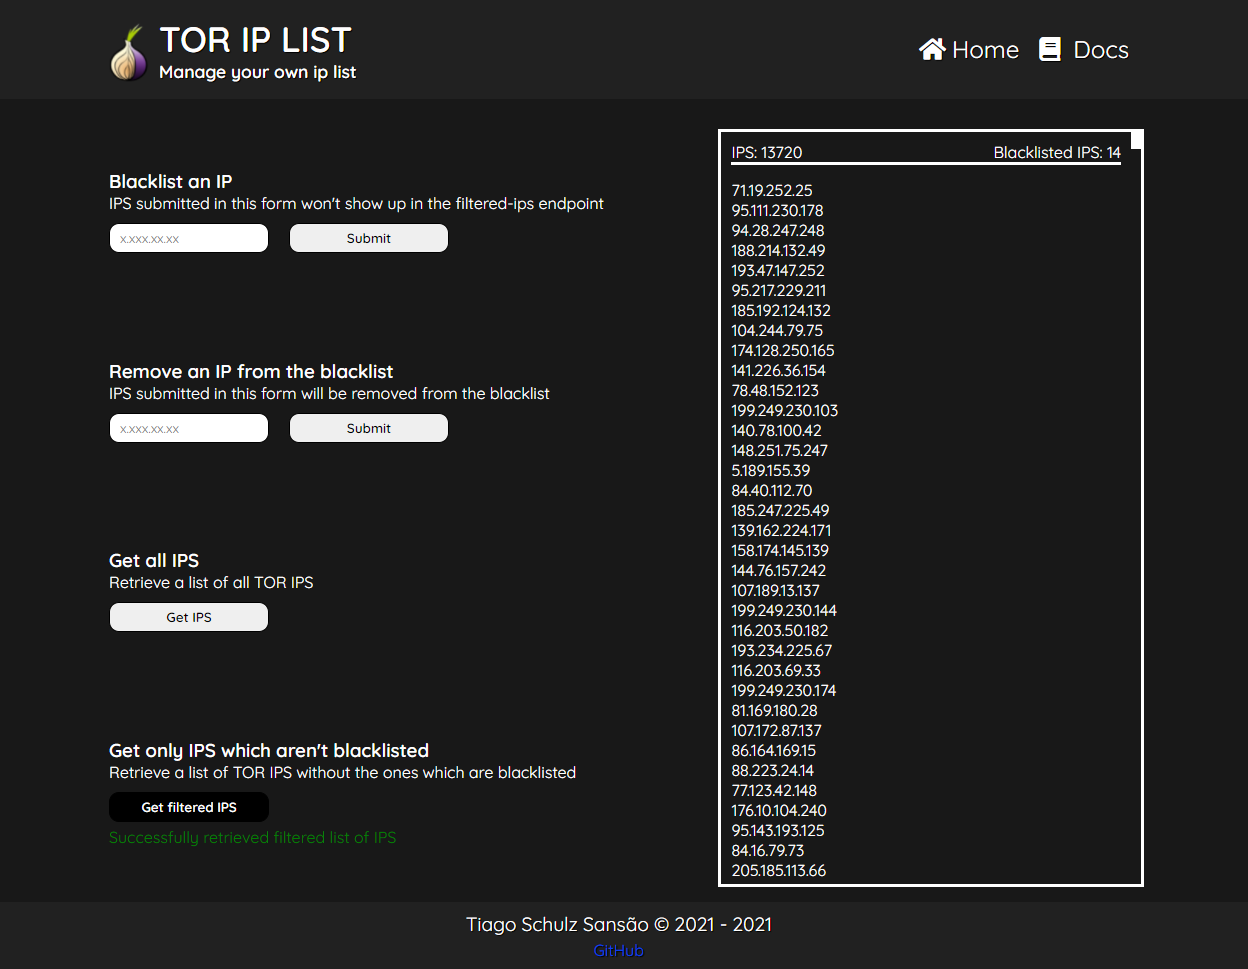 TOR IP LIST
Manage your own ip list
Home
Docs
Blacklist an IP
IPS submitted in this form won't show up in the filtered-ips endpoint
x.xxx.xx.xx
Submit
Remove an IP from the blacklist
IPS submitted in this form will be removed from the blacklist
x.xxx.xx.xx
Submit
Get all IPS
Retrieve a list of all TOR IPS
Get IPS
Get only IPS which aren't blacklisted
Retrieve a list of TOR IPS without the ones which are blacklisted
Get filtered IPS
Successfully retrieved filtered list of IPS
IPS: 13720
Blacklisted IPS: 14
71.19.252.25
95.111.230.178
94.28.247.248
188.214.132.49
193.47.147.252
95.217.229.211
185.192.124.132
104.244.79.75
174.128.250.165
141.226.36.154
78.48.152.123
199.249.230.103
140.78.100.42
148.251.75.247
5.189.155.39
84.40.112.70
185.247.225.49
139.162.224.171
158.174.145.139
144.76.157.242
107.189.13.137
199.249.230.144
116.203.50.182
193.234.225.67
116.203.69.33
199.249.230.174
81.169.180.28
107.172.87.137
86.164.169.15
88.223.24.14
77.123.42.148
176.10.104.240
95.143.193.125
84.16.79.73
205.185.113.66
Tiago Schulz Sansão © 2021 - 2021
GitHub